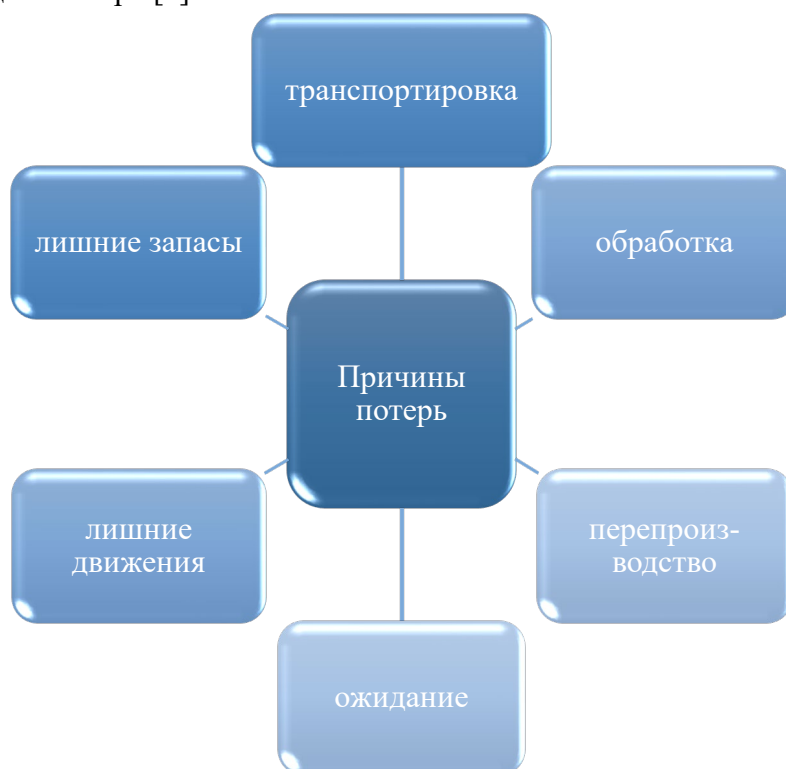 транспортировка
лишние запасы
обработка
Причины
потерь
лишние
движения
перепроиз-
водство
ожидание